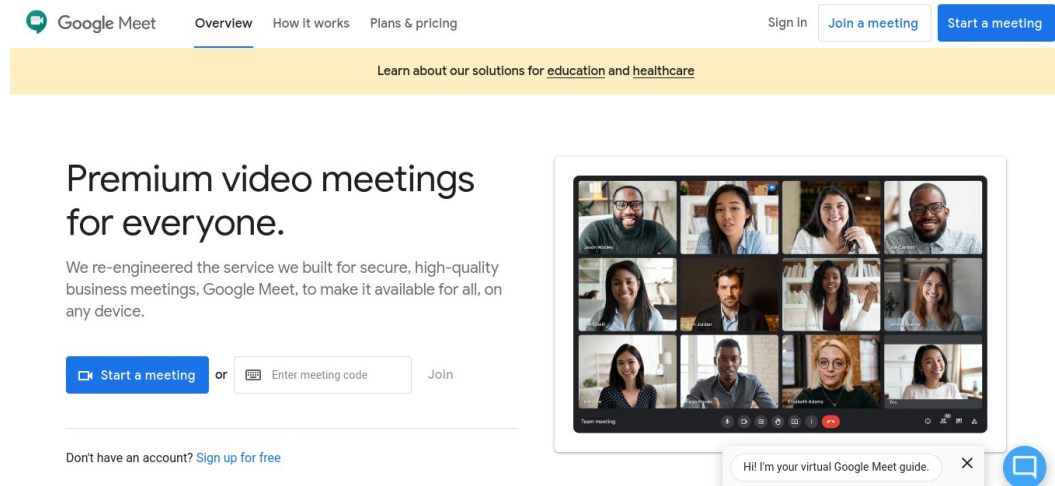 Google Meet
Overview
How it works
Plans & pricing
Sign in
Join a meeting
Start a meeting
Learn about our solutions for education and healthcare
Premium video meetings
for everyone.
We re-engineered the service we built for secure, high-quality
business meetings, Google Meet, to make it available for all, on
any device.
Start a meeting
or
Enter meeting code
Join
Don't have an account? Sign up for free
Team meeting
You
Hi! I'm your virtual Google Meet guide.